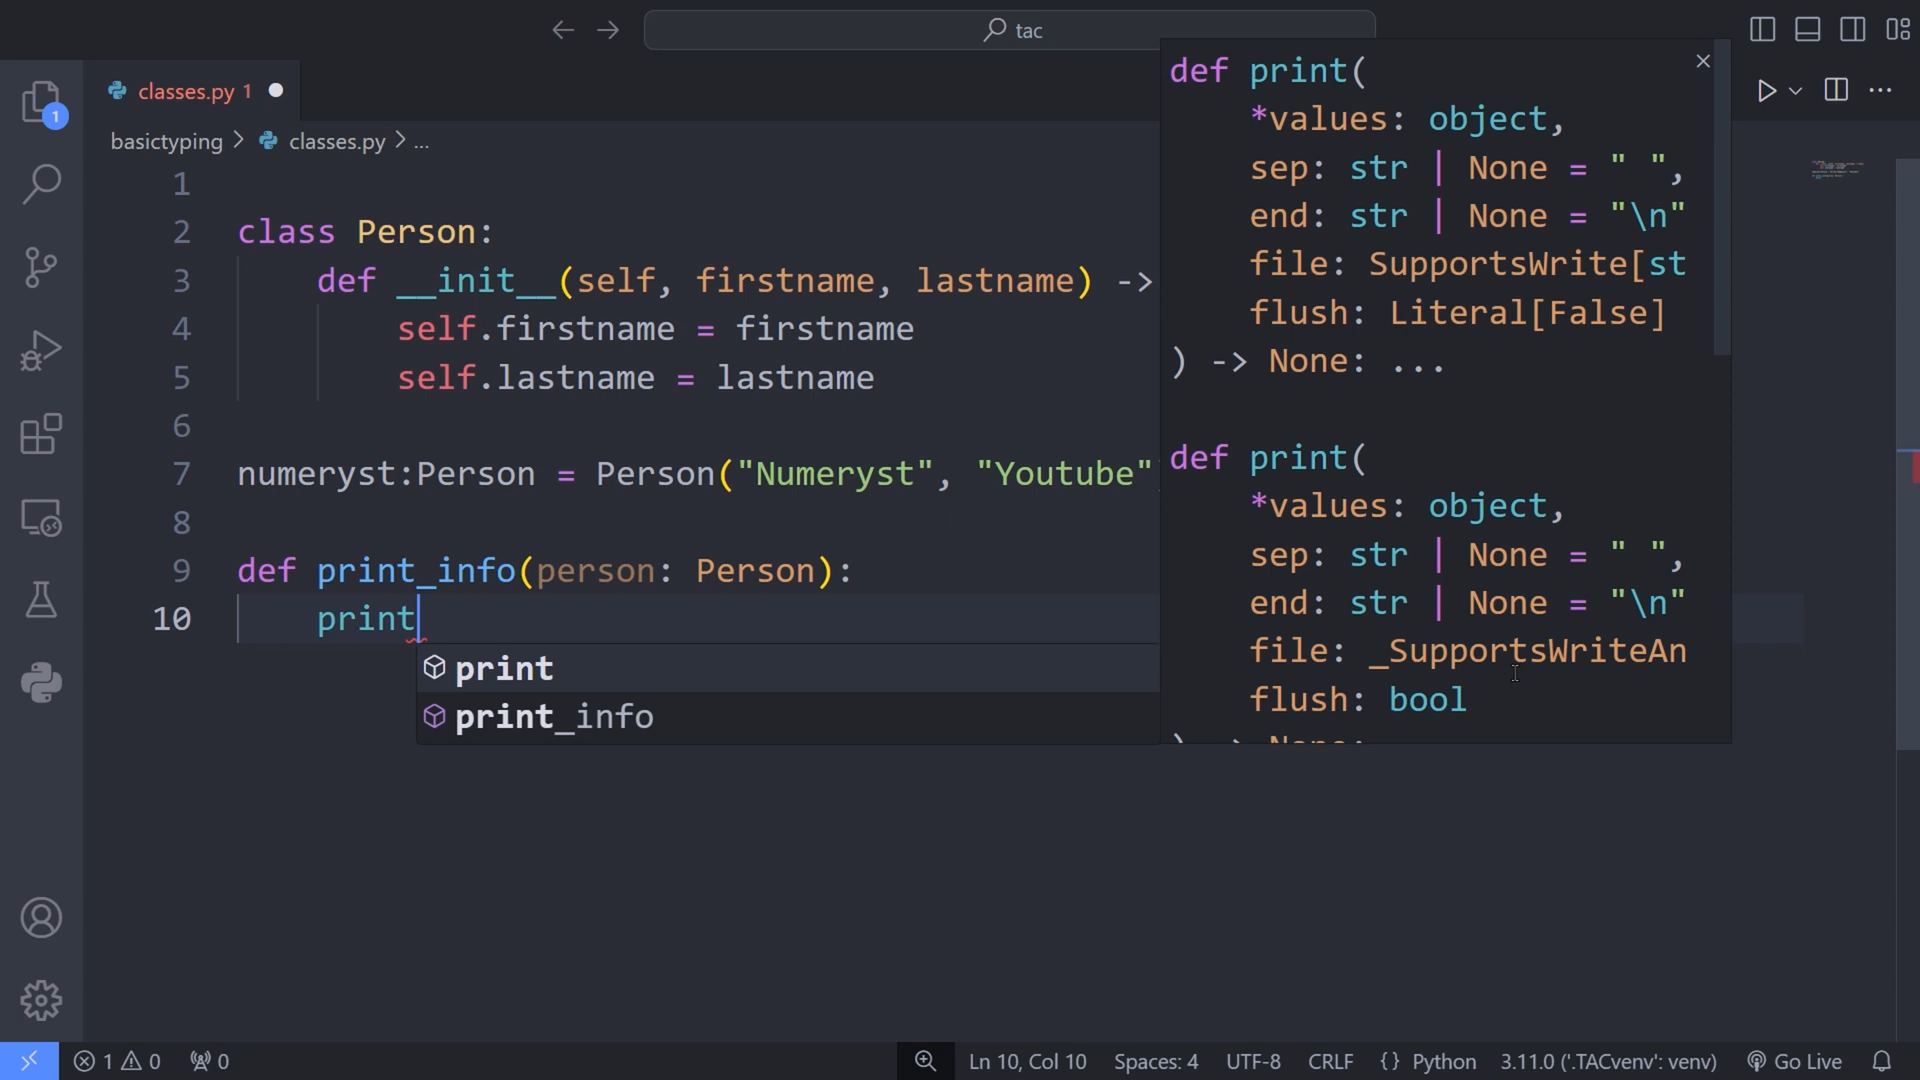 tac
classes.py 1
basictyping > classes.py > ...
1
1
2 class Person:
3 def __init__(self, firstname, lastname) ->
4 self.firstname = firstname
5 self.lastname = lastname
6
7 numeryst:Person = Person("Numeryst", "Youtube"
8
9 def print_info(person: Person):
10 print
print
print_info
def print(
*values: object,
sep: str | None = " ",
end: str | None = "\n"
file: SupportsWrite[st
flush: Literal[False]
) -> None: ...
def print(
*values: object,
sep: str | None = " ",
end: str | None = "\n"
file: _SupportsWriteAn
flush: bool
) -> None:
1 0 0 Ln 10, Col 10 Spaces: 4 UTF-8 CRLF {} Python 3.11.0 ('.TACvenv': venv) Go Live